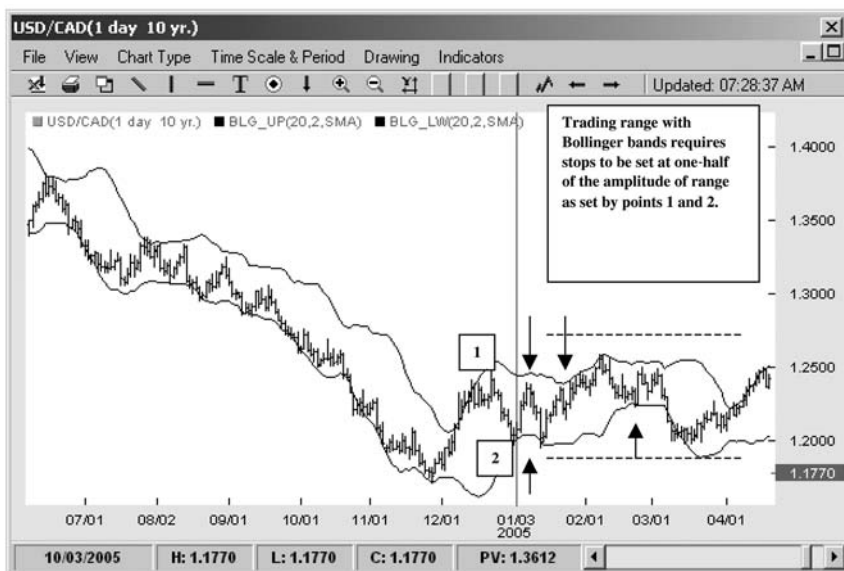 USD/CAD(1 day 10 yr.)
File View Chart Type Time Scale & Period Drawing Indicators
T Updated: 07:28:37 AM
USD/CAD(1 day 10 yr.) BLG_UP(20,2,SMA) BLG_LW(20,2,SMA)
Trading range with
Bollinger bands requires
stops to be set at one-half
of the amplitude of range
as set by points 1 and 2.
1.4000
1.3500
1.3000
1.2500
1.2000
1.1770
1
2
07/01 08/02 09/01 10/01 11/01 12/01 01/03 02/01 03/01 04/01
2005
10/03/2005 H: 1.1770 L: 1.1770 C: 1.1770 PV: 1.3612